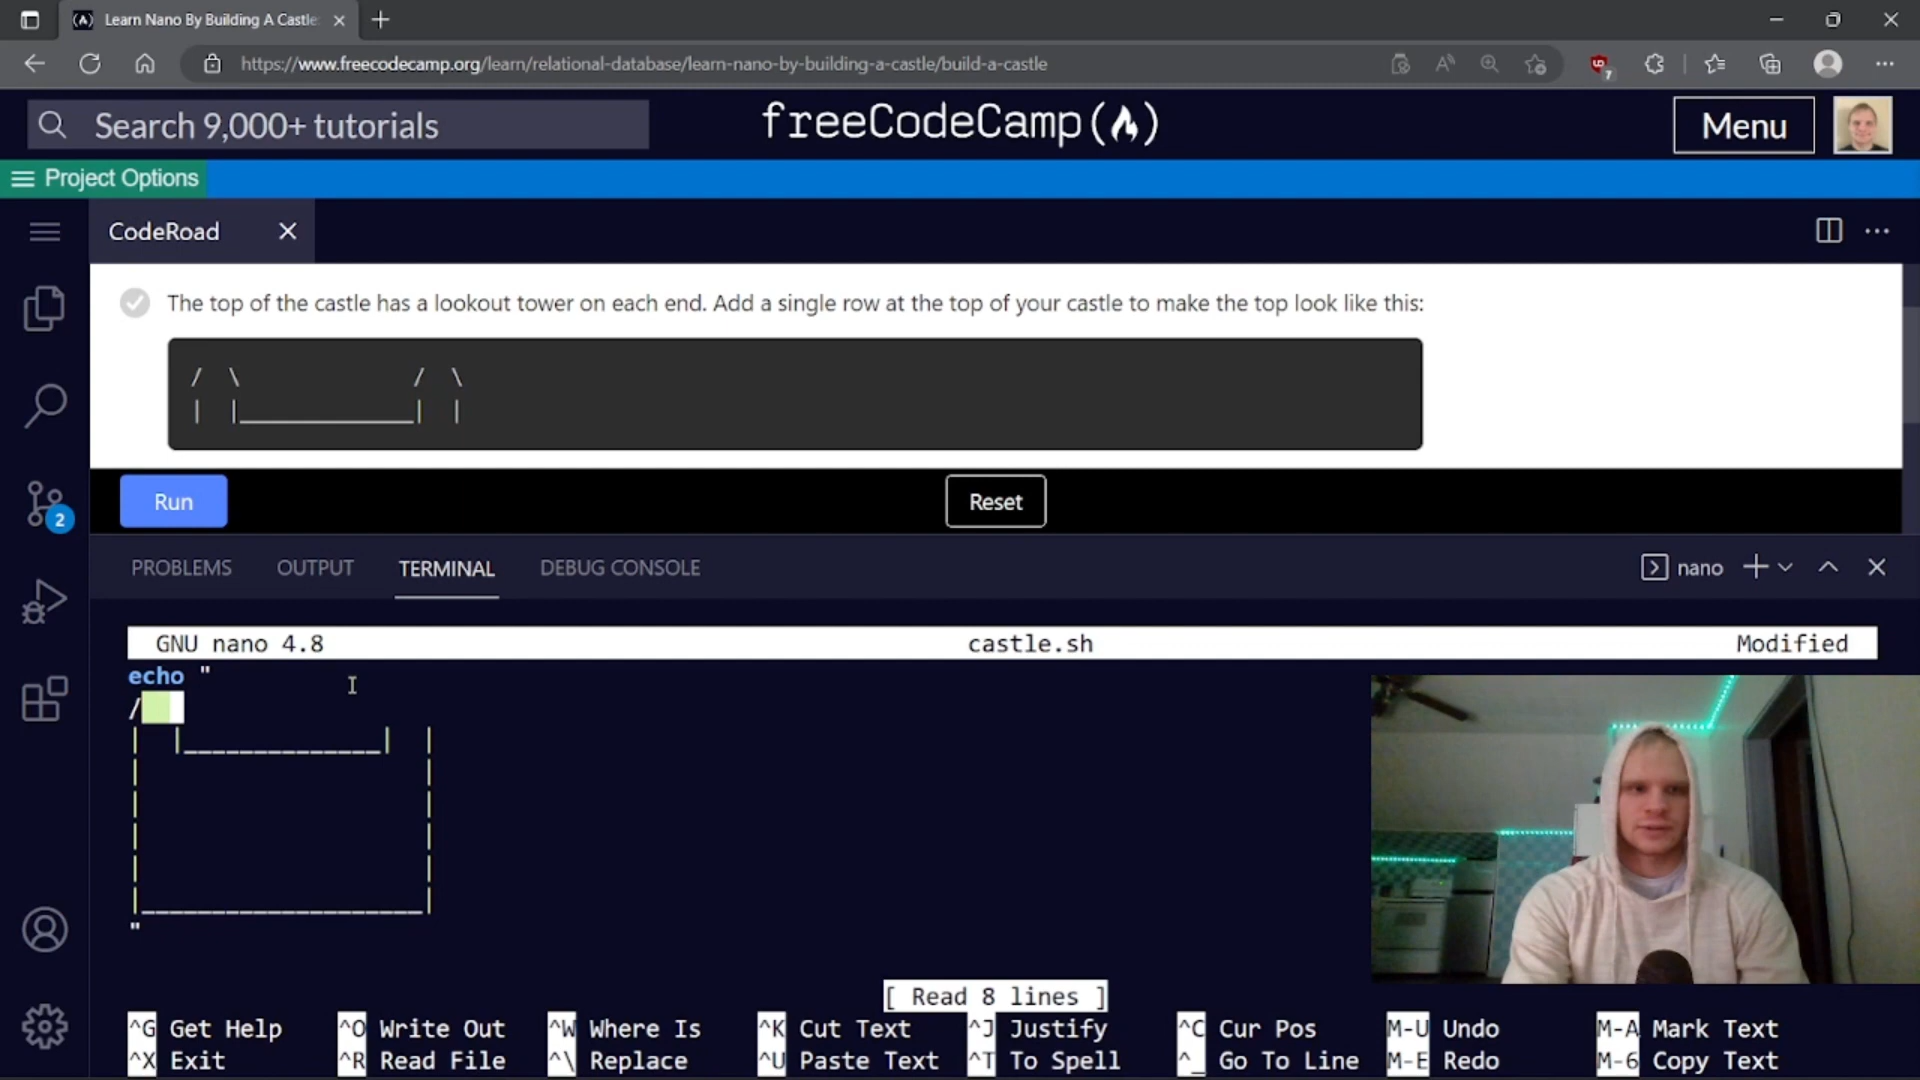 Learn Nano By Building A Castle
https://www.freecodecamp.org/learn/relational-database/learn-nano-by-building-a-castle/build-a-castle
7
Search 9,000+ tutorials
freeCodeCamp(🔥)
Menu
Project Options
CodeRoad
The top of the castle has a lookout tower on each end. Add a single row at the top of your castle to make the top look like this:
/  \              /  \
|  |______________|  |
Run
Reset
2
PROBLEMS OUTPUT TERMINAL DEBUG CONSOLE
nano
GNU nano 4.8 castle.sh Modified
echo "
/
|  |______________|  |
|                    |
|                    |
|                    |
|                    |
|____________________|
"
[ Read 8 lines ]
^G Get Help ^O Write Out ^W Where Is ^K Cut Text ^J Justify ^C Cur Pos M-U Undo M-A Mark Text
^X Exit ^R Read File ^\ Replace ^U Paste Text ^T To Spell ^_ Go To Line M-E Redo M-6 Copy Text